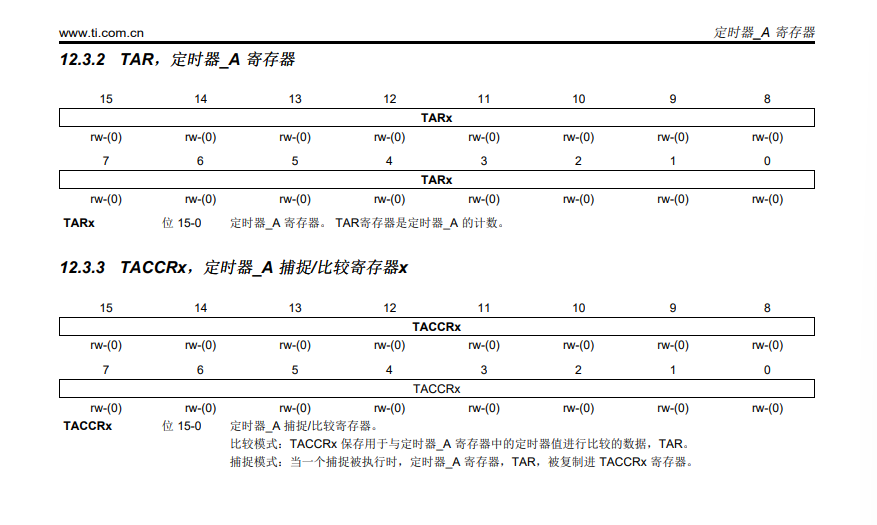 www.ti.com.cn 定时器_A 寄存器
12.3.2 TAR，定时器_A 寄存器
15 14 13 12 11 10 9 8
TARx
rw-(0) rw-(0) rw-(0) rw-(0) rw-(0) rw-(0) rw-(0) rw-(0)
7 6 5 4 3 2 1 0
TARx
rw-(0) rw-(0) rw-(0) rw-(0) rw-(0) rw-(0) rw-(0) rw-(0)
TARx 位 15-0 定时器_A 寄存器。 TAR寄存器是定时器_A 的计数。
12.3.3 TACCRx，定时器_A 捕捉/比较寄存器x
15 14 13 12 11 10 9 8
TACCRx
rw-(0) rw-(0) rw-(0) rw-(0) rw-(0) rw-(0) rw-(0) rw-(0)
7 6 5 4 3 2 1 0
TACCRx
rw-(0) rw-(0) rw-(0) rw-(0) rw-(0) rw-(0) rw-(0) rw-(0)
TACCRx 位 15-0 定时器_A 捕捉/比较寄存器。
比较模式：TACCRx 保存用于与定时器_A 寄存器中的定时器值进行比较的数据，TAR。
捕捉模式：当一个捕捉被执行时，定时器_A 寄存器，TAR，被复制进 TACCRx 寄存器。